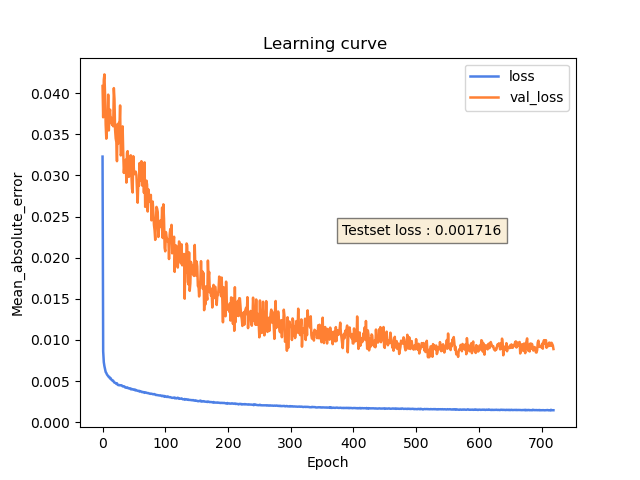 Learning curve
loss
val_loss
Testset loss : 0.001716
Mean_absolute_error
0.040
0.035
0.030
0.025
0.020
0.015
0.010
0.005
0.000
0 100 200 300 400 500 600 700
Epoch